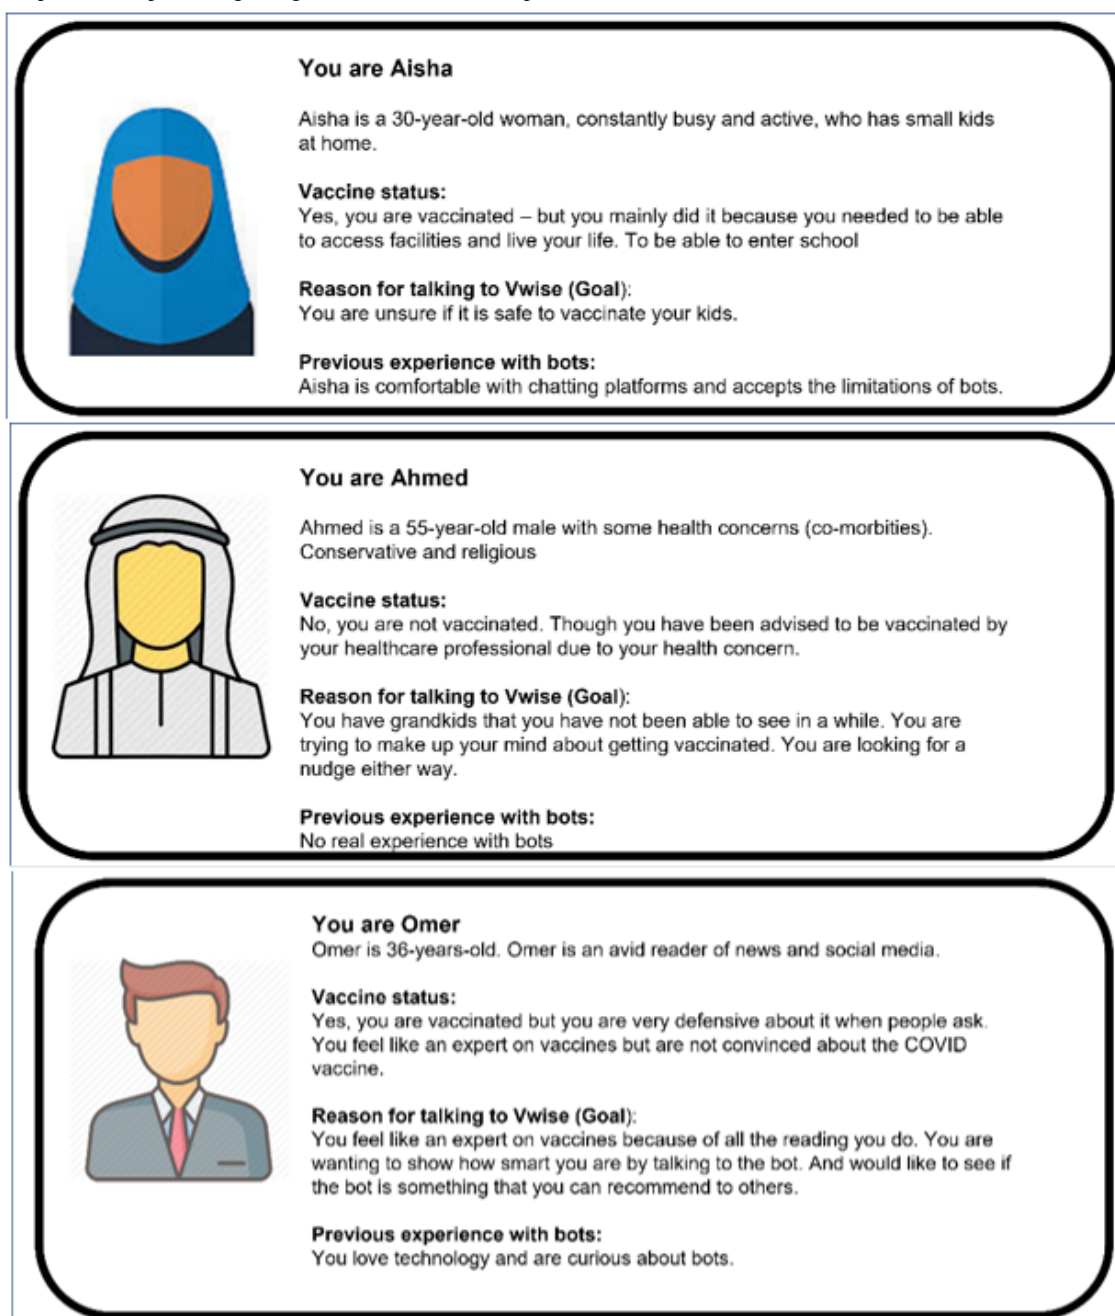 You are Aisha
Aisha is a 30-year-old woman, constantly busy and active, who has small kids
at home.
Vaccine status:
Yes, you are vaccinated – but you mainly did it because you needed to be able
to access facilities and live your life. To be able to enter school
Reason for talking to Vwise (Goal):
You are unsure if it is safe to vaccinate your kids.
Previous experience with bots:
Aisha is comfortable with chatting platforms and accepts the limitations of bots.
You are Ahmed
Ahmed is a 55-year-old male with some health concerns (co-morbities).
Conservative and religious
Vaccine status:
No, you are not vaccinated. Though you have been advised to be vaccinated by
your healthcare professional due to your health concern.
Reason for talking to Vwise (Goal):
You have grandkids that you have not been able to see in a while. You are
trying to make up your mind about getting vaccinated. You are looking for a
nudge either way.
Previous experience with bots:
No real experience with bots
You are Omer
Omer is 36-years-old. Omer is an avid reader of news and social media.
Vaccine status:
Yes, you are vaccinated but you are very defensive about it when people ask.
You feel like an expert on vaccines but are not convinced about the COVID
vaccine.
Reason for talking to Vwise (Goal):
You feel like an expert on vaccines because of all the reading you do. You are
wanting to show how smart you are by talking to the bot. And would like to see if
the bot is something that you can recommend to others.
Previous experience with bots:
You love technology and are curious about bots.